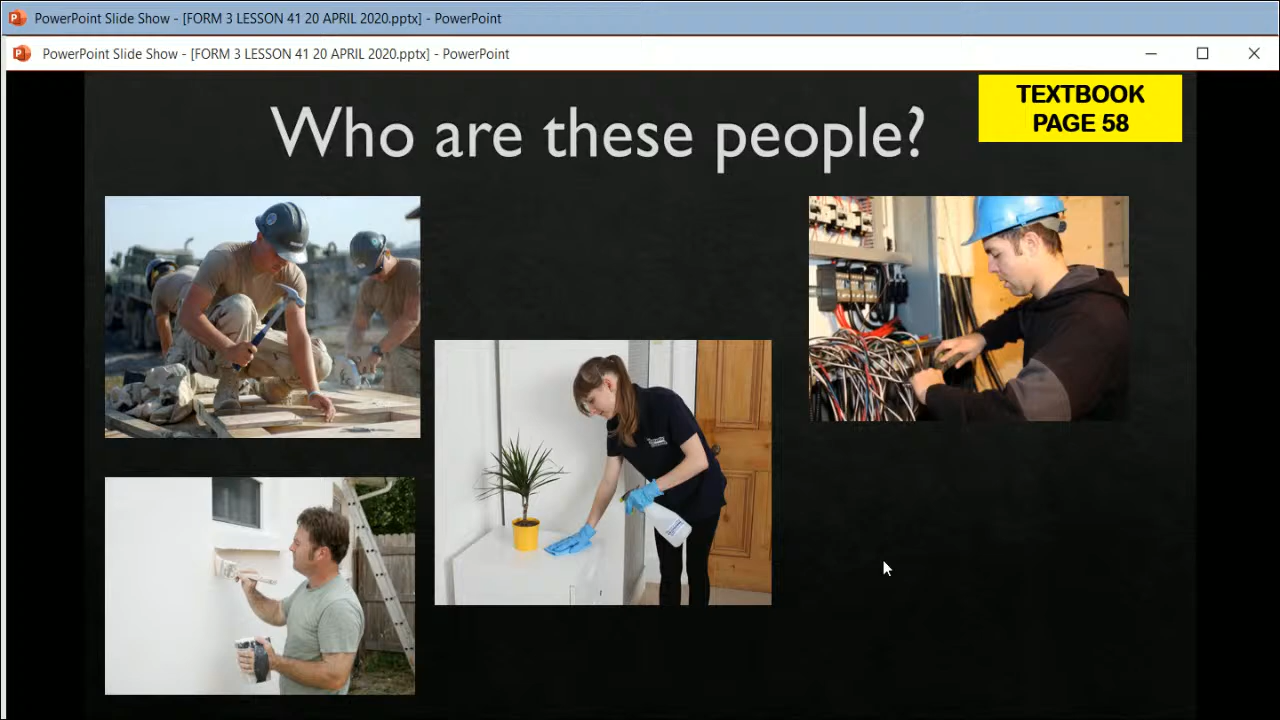 PowerPoint Slide Show - [FORM 3 LESSON 41 20 APRIL 2020.pptx] - PowerPoint
PowerPoint Slide Show - [FORM 3 LESSON 41 20 APRIL 2020.pptx] - PowerPoint
Who are these people?
TEXTBOOK
PAGE 58